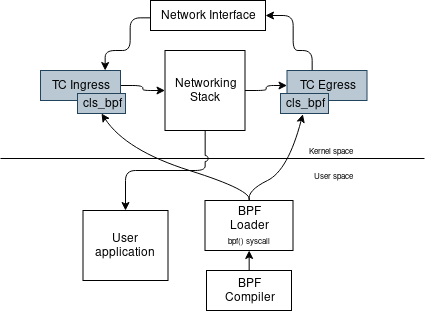 Network Interface
TC Ingress
cls_bpf
Networking
Stack
TC Egress
cls_bpf
Kernel space
User space
User
application
BPF
Loader
bpf() syscall
BPF
Compiler